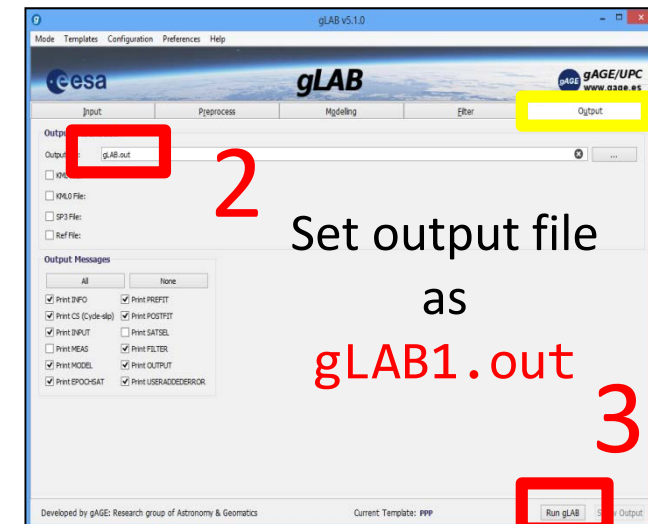 gLAB v5.1.0
Mode Templates Configuration Preferences Help
esa
gLAB
gAGE gAGE/UPC
www.gage.es
Input Preprocess Modeling Filter Output
Output
gLAB.out ...
2
KML0 File:
SP3 File:
Ref File:
Set output file
as
gLAB1.out
Output Messages
All None
Print INFO Print PREFIT
Print CS (Cycle-slip) Print POSTFIT
Print INPUT Print SATSEL
Print MEAS Print FILTER
Print MODEL Print OUTPUT
Print EPOCHSAT Print USERADDEDERROR
3
Developed by gAGE: Research group of Astronomy & Geomatics Current Template: PPP Run gLAB Output